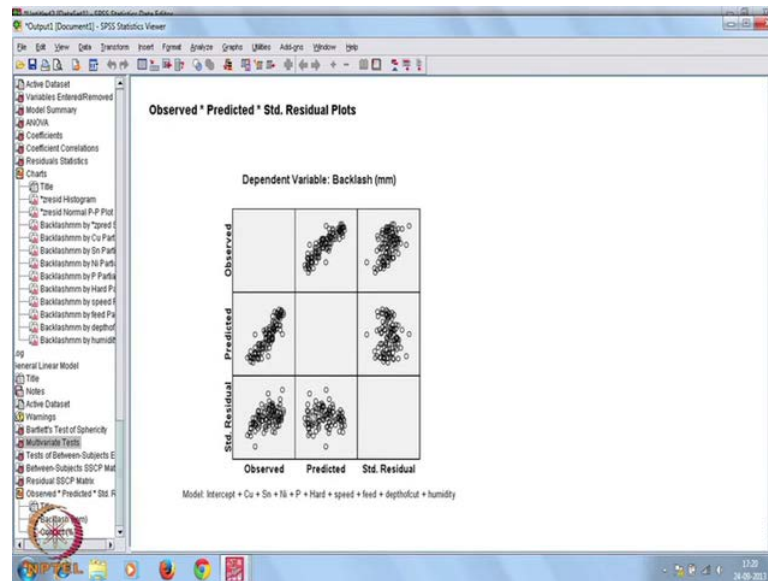 *Output1 [Document1] - SPSS Statistics Viewer
File Edit View Data Transform Insert Format Analyze Graphs Utilities Add-ons Window Help
Active Dataset
Variables Entered/Removed
Model Summary
ANOVA
Coefficients
Coefficient Correlations
Residuals Statistics
Charts
Title
*zresid Histogram
*zresid Normal P-P Plot
Backlashmm by *zpred S
Backlashmm by Cu Parti
Backlashmm by Sn Parti
Backlashmm by Ni Parti
Backlashmm by P Partia
Backlashmm by Hard Pa
Backlashmm by speed P
Backlashmm by feed Pa
Backlashmm by depthof
Backlashmm by humidit
og
General Linear Model
Title
Notes
Active Dataset
Warnings
Bartlett's Test of Sphericity
Multivariate Tests
Tests of Between-Subjects E
Between-Subjects SSCP Mat
Residual SSCP Matrix
Observed * Predicted * Std. R
NPTEL
Observed * Predicted * Std. Residual Plots
Dependent Variable: Backlash (mm)
Observed
Predicted
Std. Residual
Observed Predicted Std. Residual
Model: Intercept + Cu + Sn + Ni + P + Hard + speed + feed + depthofcut + humidity
17:20